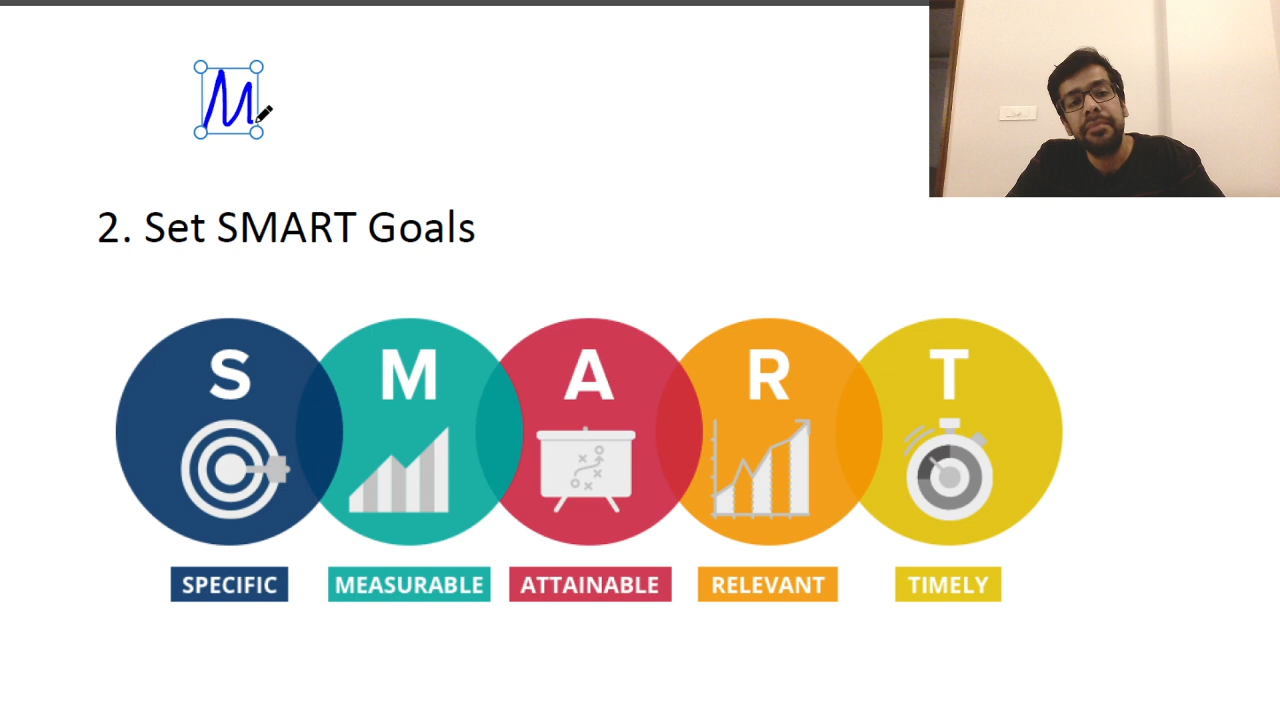 M
2. Set SMART Goals
S M A R T
SPECIFIC MEASURABLE ATTAINABLE RELEVANT TIMELY